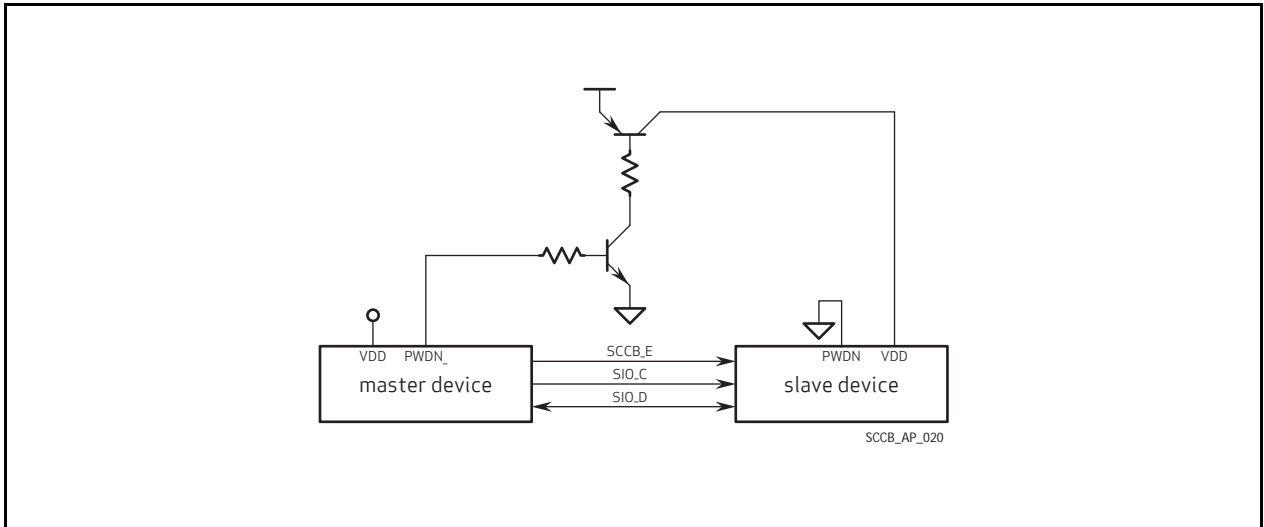 VDD PWDN_
master device
SCCB_E
SIO_C
SIO_D
PWDN VDD
slave device
SCCB_AP_020